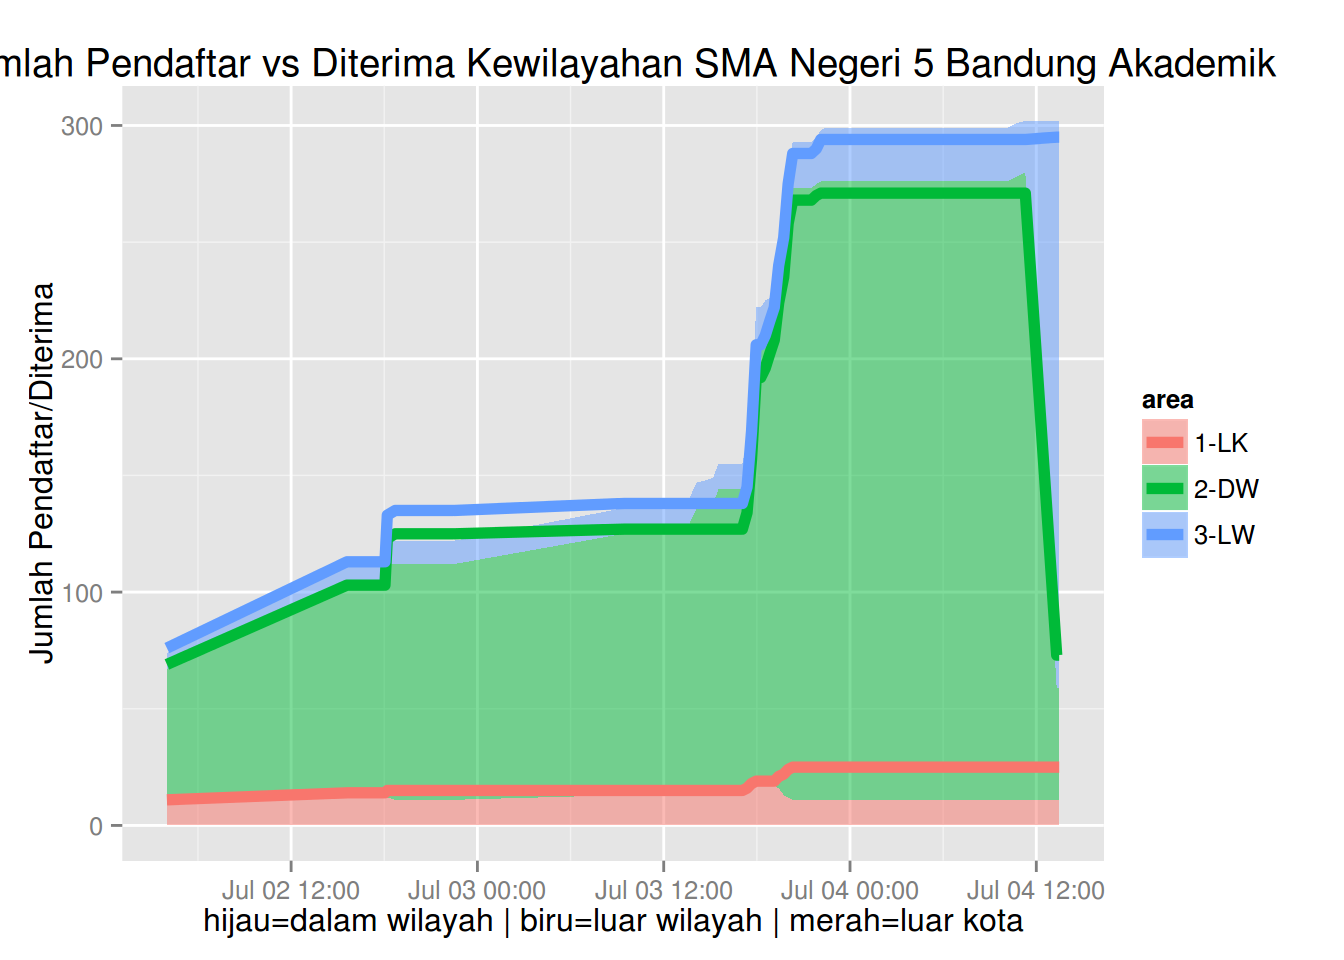 mlah Pendaftar vs Diterima Kewilayahan SMA Negeri 5 Bandung Akademik
Jumlah Pendaftar/Diterima
300
200
100
0
Jul 02 12:00
Jul 03 00:00
Jul 03 12:00
Jul 04 00:00
Jul 04 12:00
hijau=dalam wilayah | biru=luar wilayah | merah=luar kota
area
1-LK
2-DW
3-LW